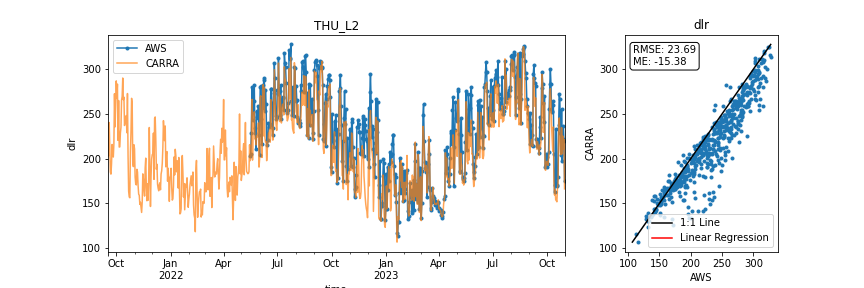 THU_L2
AWS
CARRA
dlr
300
250
200
150
100
Oct
Jan
2022
Apr
Jul
Oct
Jan
2023
Apr
Jul
Oct
time
dlr
RMSE: 23.69
ME: -15.38
CARRA
300
250
200
150
100
1:1 Line
Linear Regression
100
150
200
250
300
AWS